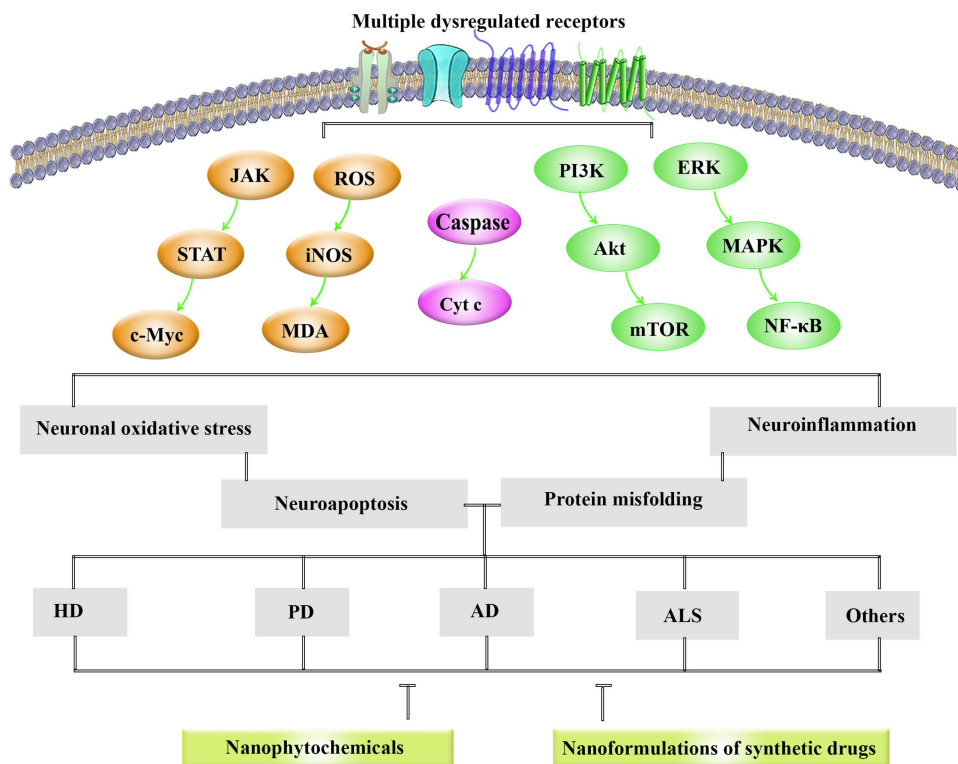 Multiple dysregulated receptors
JAK
ROS
PI3K
ERK
Caspase
STAT
iNOS
Akt
MAPK
Cyt c
c-Myc
MDA
mTOR
NF-κB
Neuronal oxidative stress
Neuroinflammation
Neuroapoptosis
Protein misfolding
HD
PD
AD
ALS
Others
Nanophytochemicals
Nanoformulations of synthetic drugs